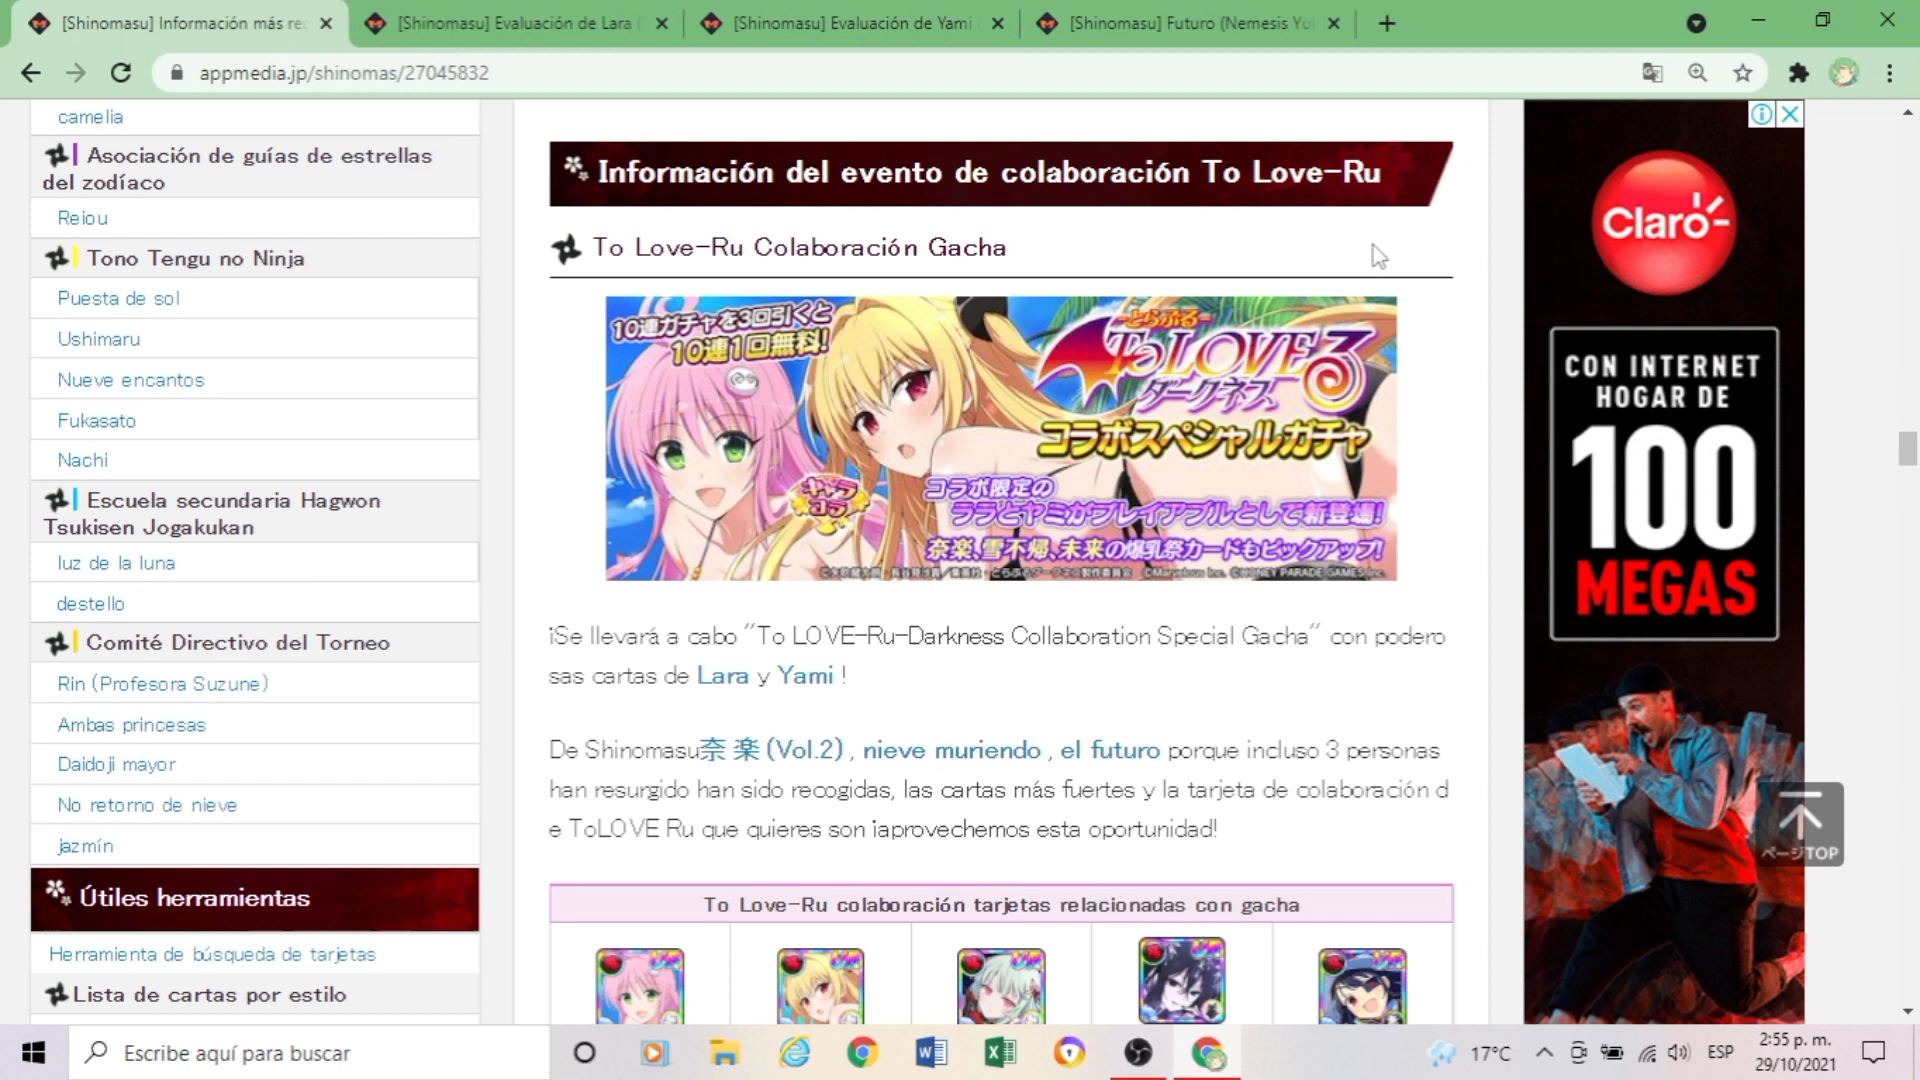 [Shinomasu] Información más rec
[Shinomasu] Evaluación de Lara (
[Shinomasu] Evaluación de Yami
[Shinomasu] Futuro (Nemesis Yu
appmedia.jp/shinomas/27045832
camelia
Asociación de guías de estrellas
del zodíaco
Reiou
Tono Tengu no Ninja
Puesta de sol
Ushimaru
Nueve encantos
Fukasato
Nachi
Escuela secundaria Hagwon
Tsukisen Jogakukan
luz de la luna
destello
Comité Directivo del Torneo
Rin (Profesora Suzune)
Ambas princesas
Daidoji mayor
No retorno de nieve
jazmín
Útiles herramientas
Herramienta de búsqueda de tarjetas
Lista de cartas por estilo
Información del evento de colaboración To Love-Ru
To Love-Ru Colaboración Gacha
10連ガチャを3回引くと
10連1回無料!
-とらぶる-
ToLOVEる
ダークネス
コラボスペシャルガチャ
キャラ
コラ
コラボ限定の
ララとヤミがプレイアブルとして新登場!
奈楽、雪不帰、未来の爆乳祭カードもピックアップ!
©Marvelous Inc. ©HONEY PARADE GAMES Inc.
¡Se llevará a cabo "To LOVE-Ru-Darkness Collaboration Special Gacha" con podero
sas cartas de Lara y Yami !
De Shinomasu奈 楽 (Vol.2) , nieve muriendo , el futuro porque incluso 3 personas
han resurgido han sido recogidas, las cartas más fuertes y la tarjeta de colaboración d
e ToLOVE Ru que quieres son ¡aprovechemos esta oportunidad!
To Love-Ru colaboración tarjetas relacionadas con gacha
Claro
CON INTERNET
HOGAR DE
100
MEGAS
ページTOP
Escribe aquí para buscar
17°C
ESP
2:55 p. m.
29/10/2021